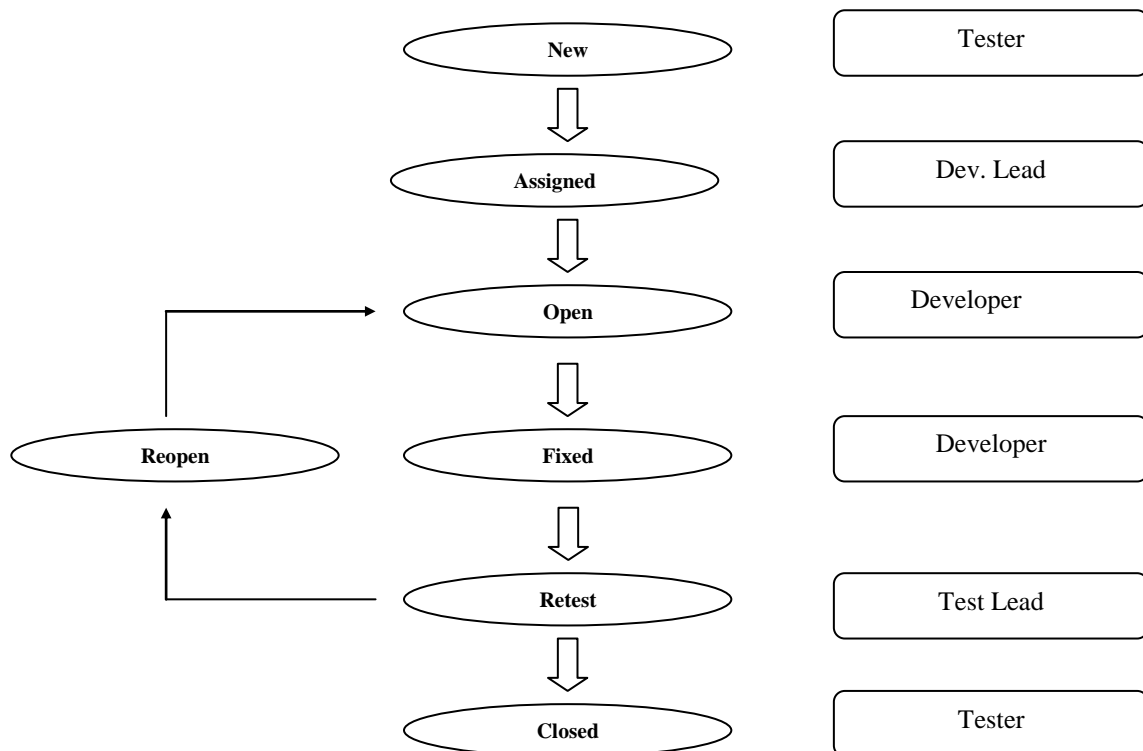 New
Tester
Assigned
Dev. Lead
Open
Developer
Reopen
Fixed
Developer
Retest
Test Lead
Closed
Tester